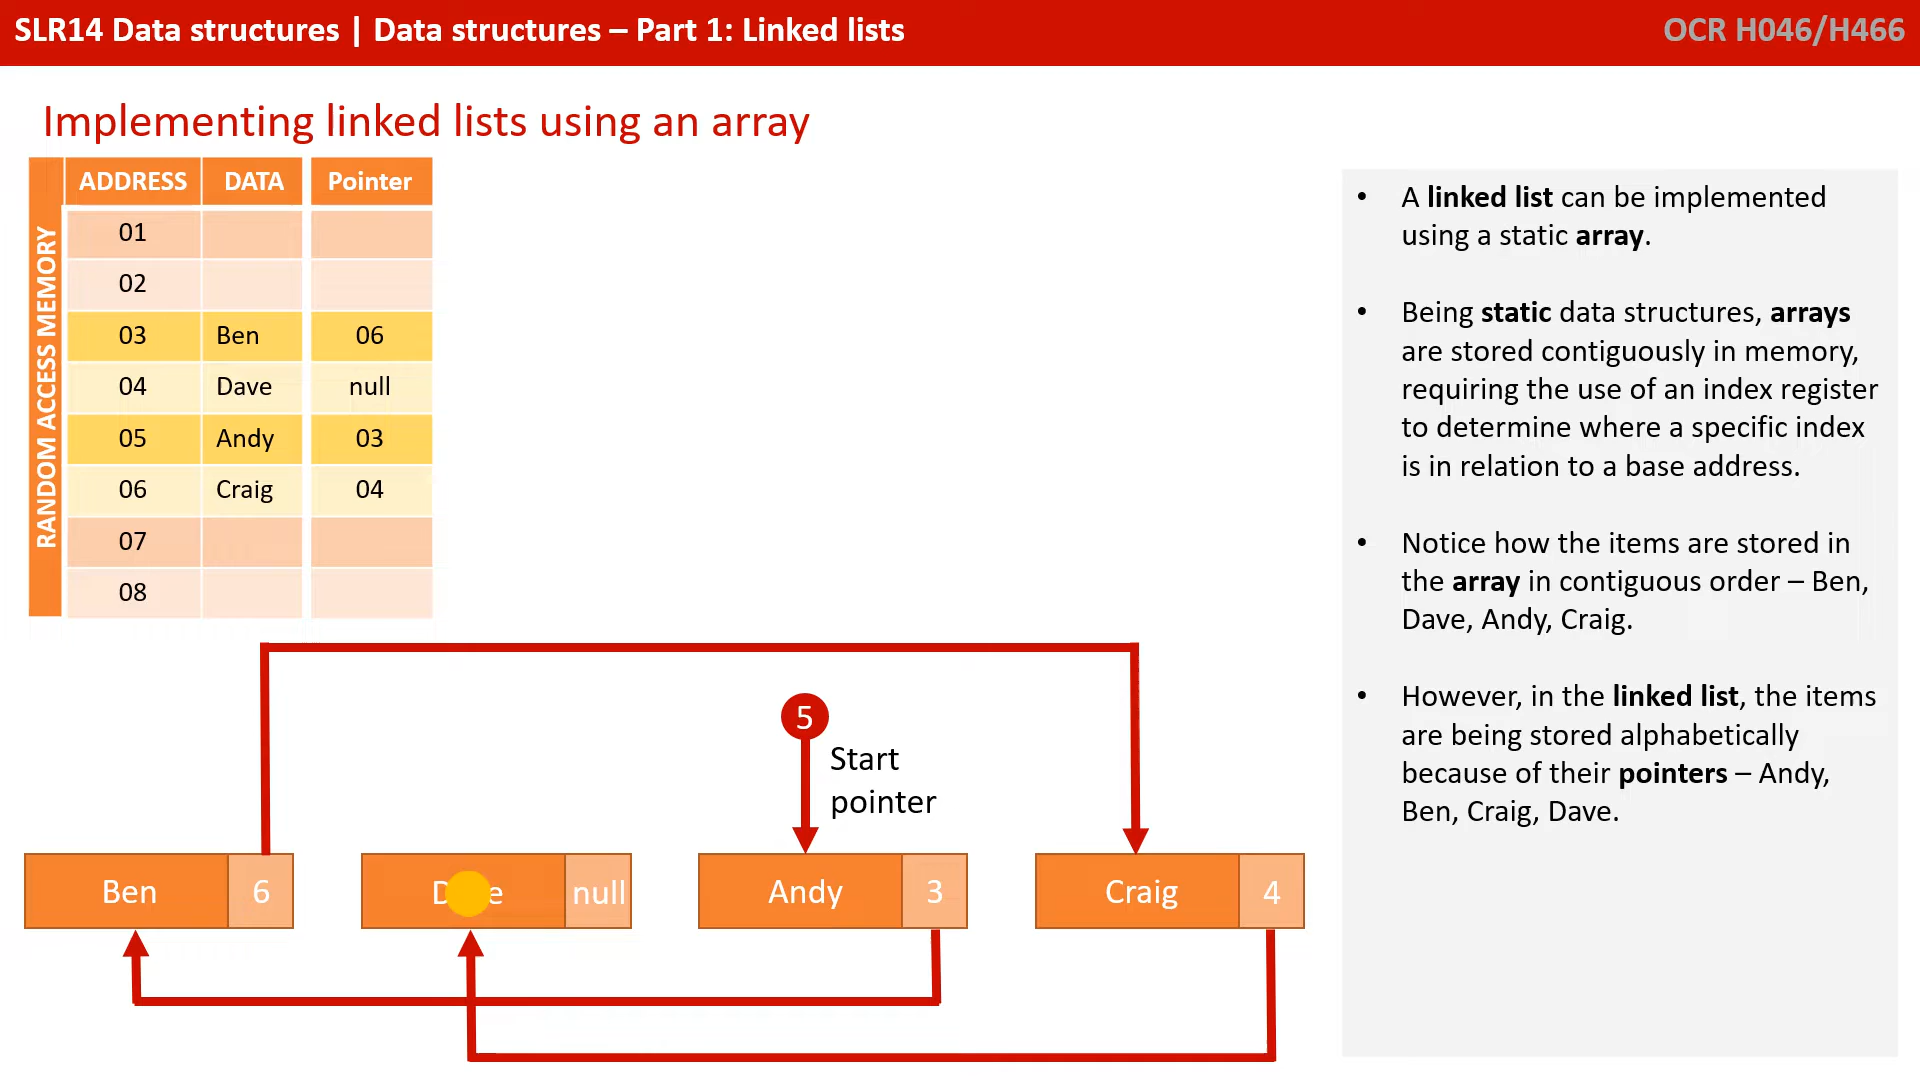 SLR14 Data structures | Data structures – Part 1: Linked lists
OCR H046/H466
Implementing linked lists using an array
RANDOM ACCESS MEMORY
ADDRESS DATA Pointer
01
02
03 Ben 06
04 Dave null
05 Andy 03
06 Craig 04
07
08
5
Start
pointer
Ben 6
null
Andy 3
Craig 4
• A linked list can be implemented
using a static array.
• Being static data structures, arrays
are stored contiguously in memory,
requiring the use of an index register
to determine where a specific index
is in relation to a base address.
• Notice how the items are stored in
the array in contiguous order – Ben,
Dave, Andy, Craig.
• However, in the linked list, the items
are being stored alphabetically
because of their pointers – Andy,
Ben, Craig, Dave.